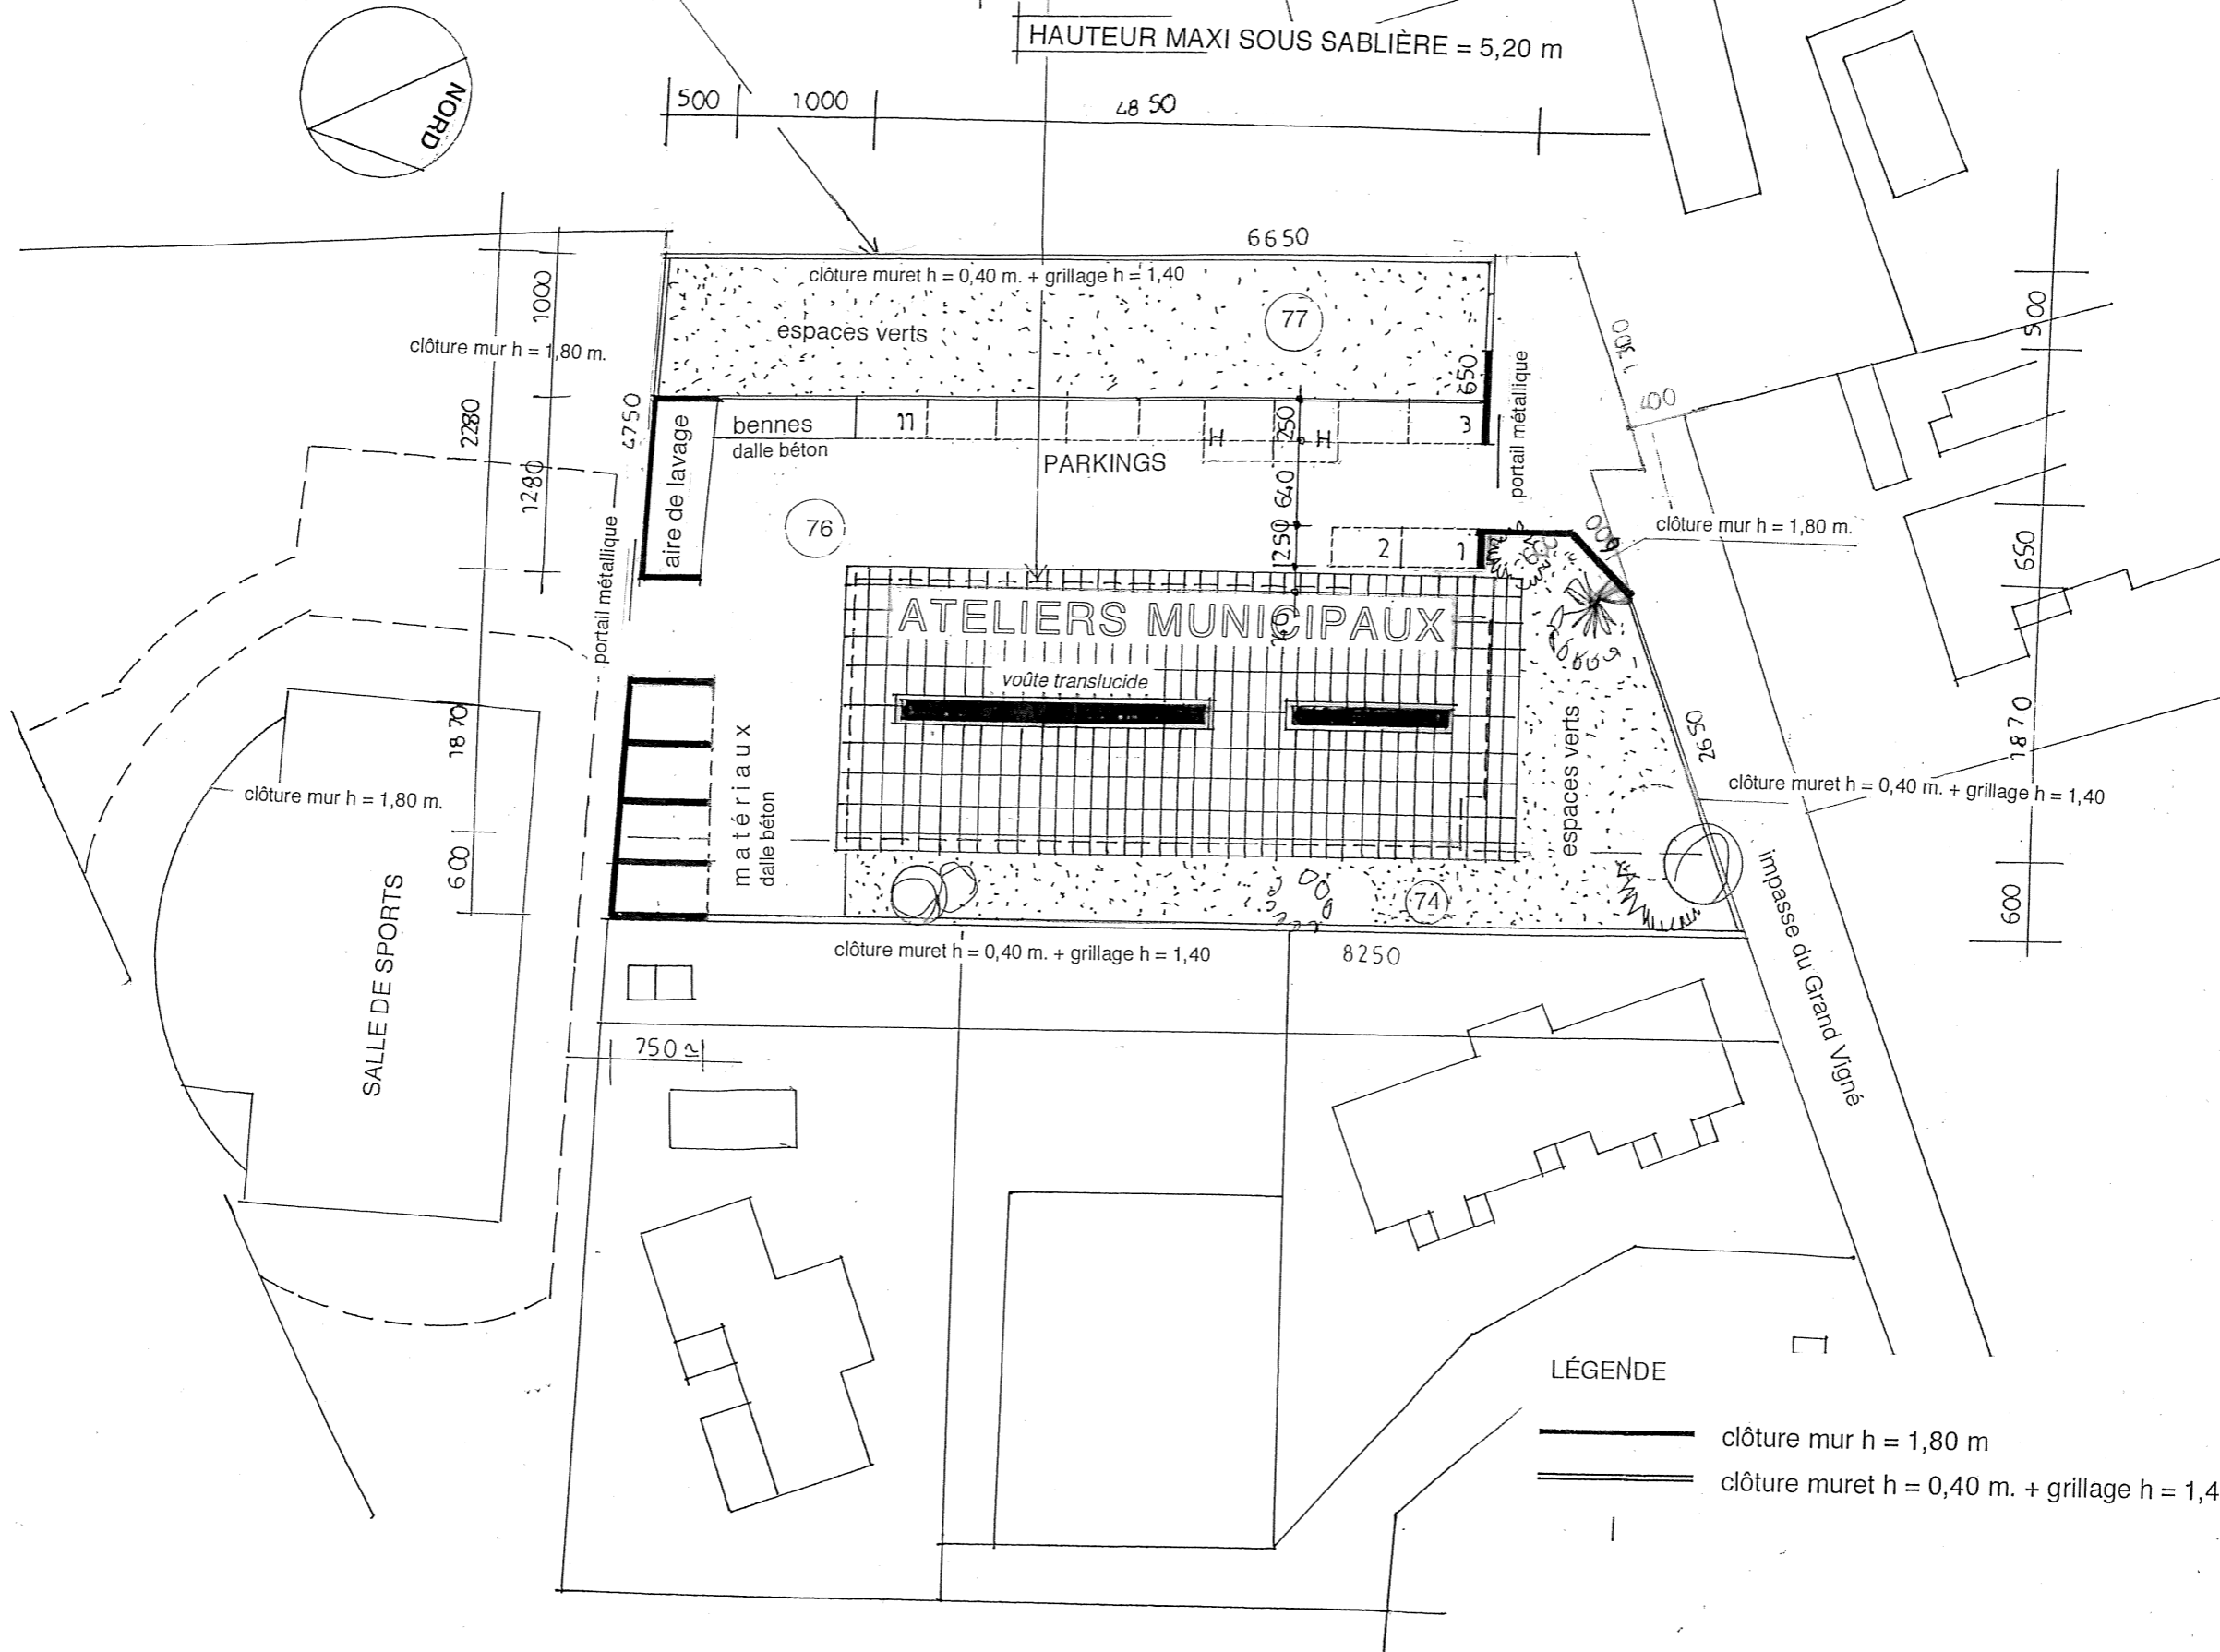 HAUTEUR MAXI SOUS SABLIÈRE = 5,20 m
NORD
500
1000
48 50
6650
clôture muret h = 0,40 m. + grillage h = 1,40
espaces verts
77
1000
clôture mur h = 1,80 m.
500
650
portail métallique
4750
2280
1280
aire de lavage
bennes
dalle béton
11
H
H
250
3
PARKINGS
640
76
1250
2
1
600
clôture mur h = 1,80 m.
650
portail métallique
ATELIERS MUNICIPAUX
voûte translucide
matériaux
dalle béton
espaces verts
2650
1870
1870
clôture mur h = 1,80 m.
clôture muret h = 0,40 m. + grillage h = 1,40
600
600
74
SALLE DE SPORTS
impasse du Grand Vigné
clôture muret h = 0,40 m. + grillage h = 1,40
8250
750
LÉGENDE
clôture mur h = 1,80 m
clôture muret h = 0,40 m. + grillage h = 1,4